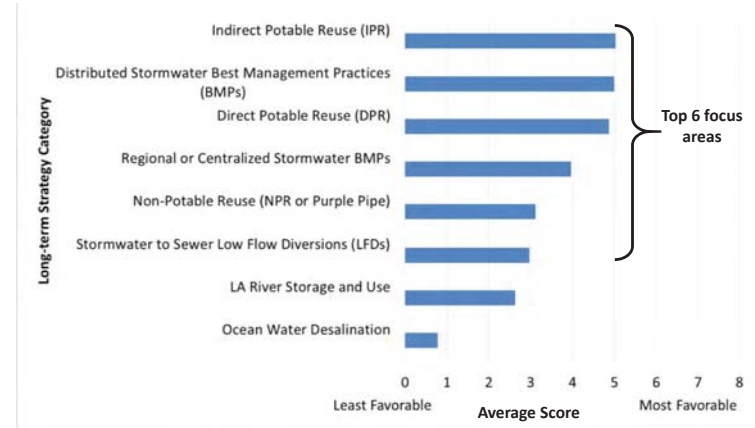 Long-term Strategy Category
Indirect Potable Reuse (IPR)
Distributed Stormwater Best Management Practices
(BMPs)
Direct Potable Reuse (DPR)
Regional or Centralized Stormwater BMPs
Non-Potable Reuse (NPR or Purple Pipe)
Stormwater to Sewer Low Flow Diversions (LFDs)
LA River Storage and Use
Ocean Water Desalination
Top 6 focus
areas
0 1 2 3 4 5 6 7 8
Least Favorable Average Score Most Favorable